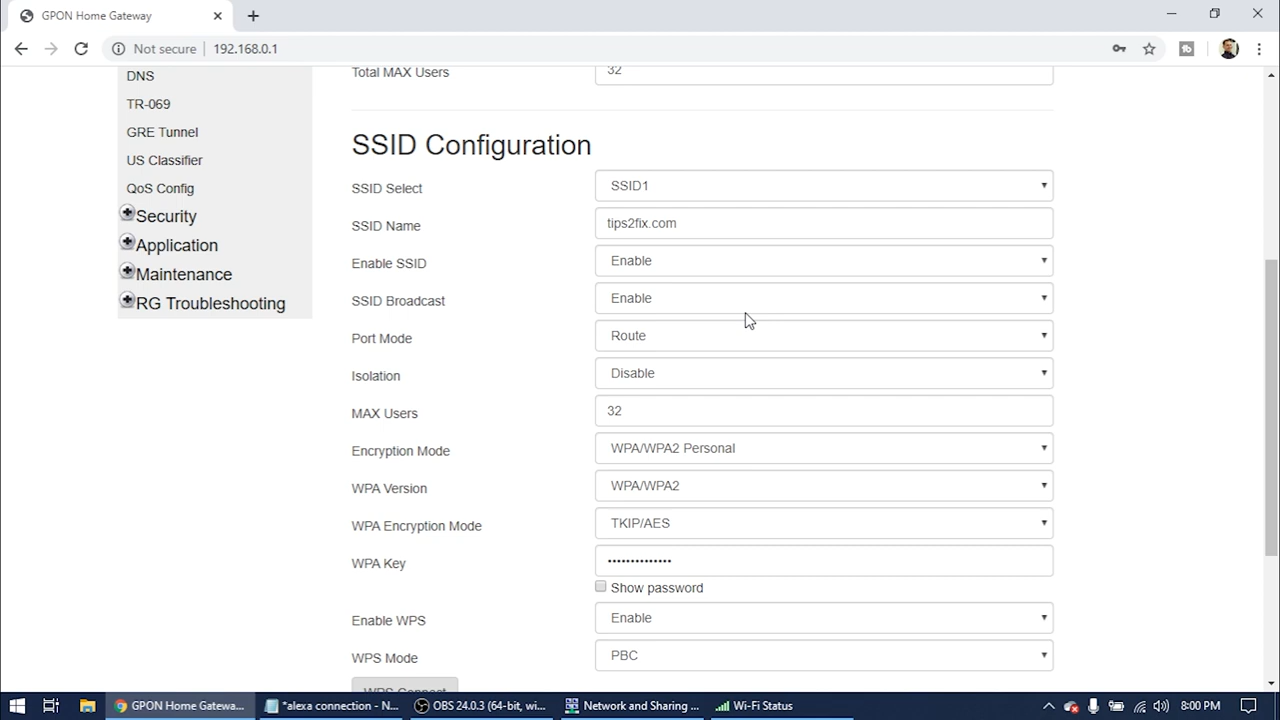 GPON Home Gateway
Not secure 192.168.0.1
DNS
TR-069
GRE Tunnel
US Classifier
QoS Config
Security
Application
Maintenance
RG Troubleshooting
Total MAX Users 32
SSID Configuration
SSID Select SSID1
SSID Name tips2fix.com
Enable SSID Enable
SSID Broadcast Enable
Port Mode Route
Isolation Disable
MAX Users 32
Encryption Mode WPA/WPA2 Personal
WPA Version WPA/WPA2
WPA Encryption Mode TKIP/AES
WPA Key ••••••••••••••
Show password
Enable WPS Enable
WPS Mode PBC
WPS Connect
GPON Home Gatewa... *alexa connection - N... OBS 24.0.3 (64-bit, wi... Network and Sharing ... Wi-Fi Status 8:00 PM